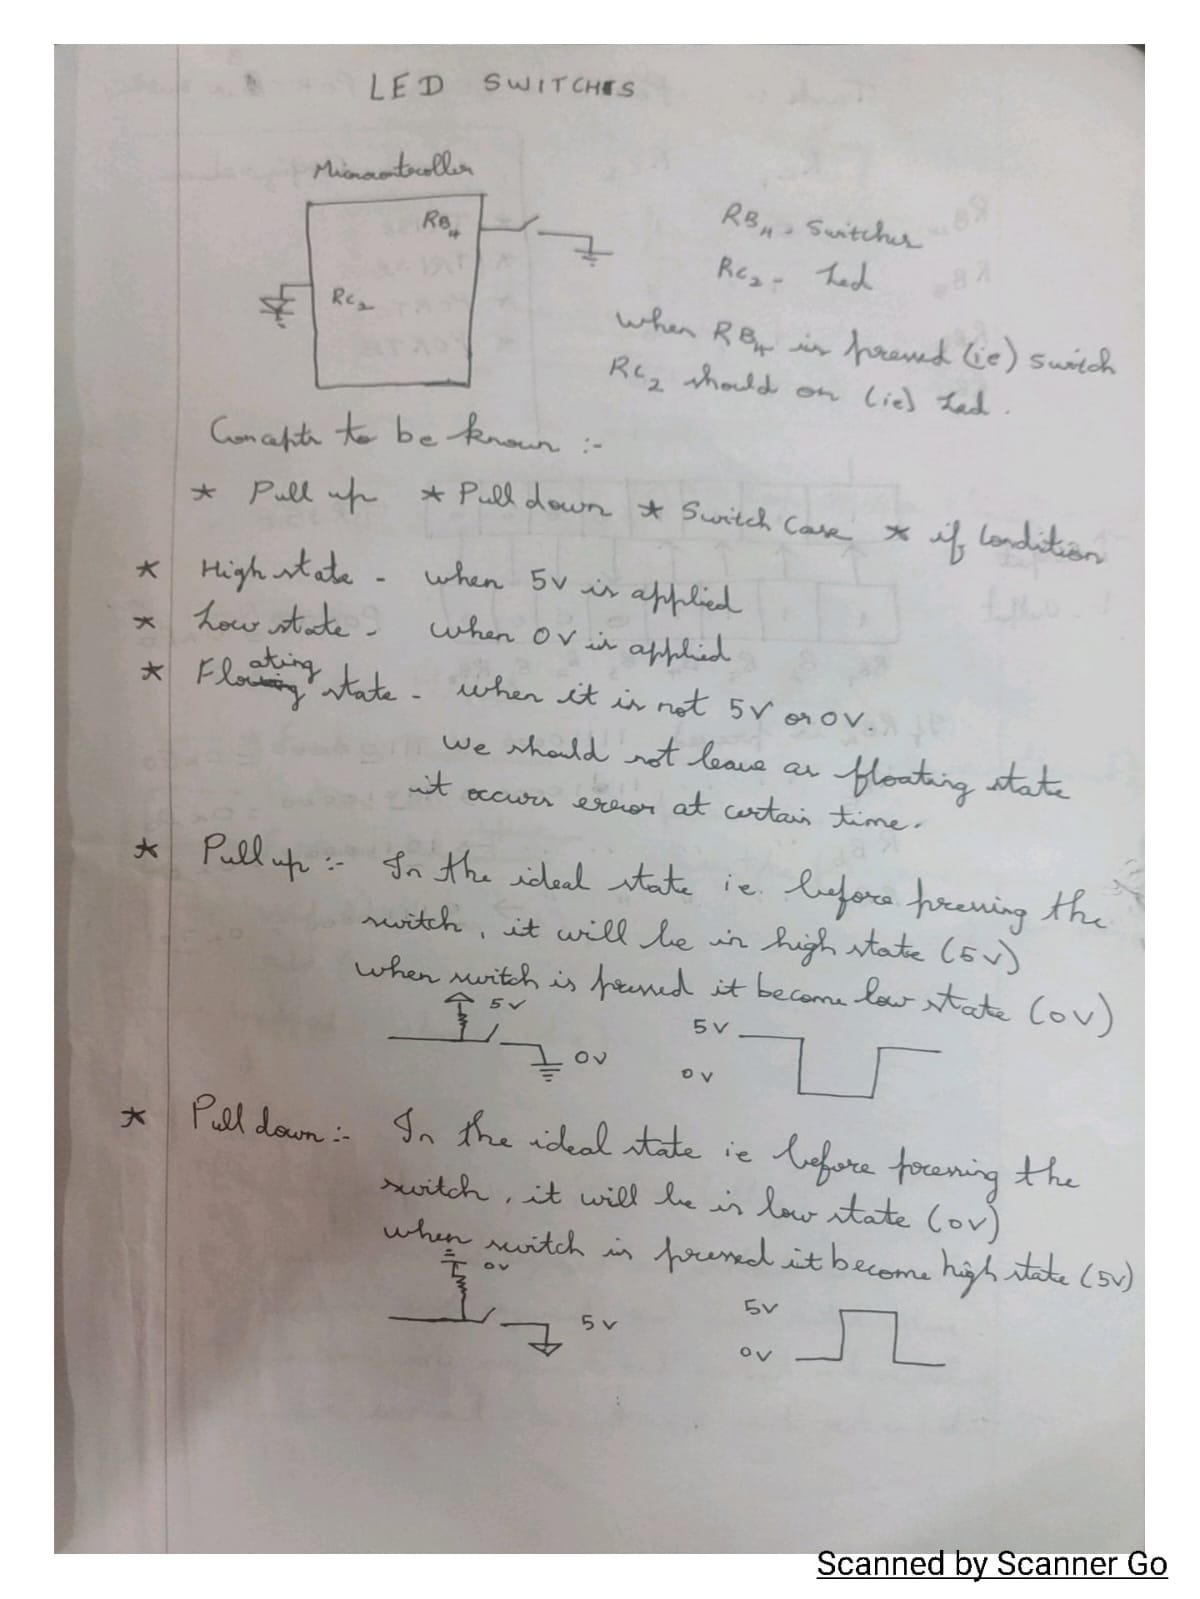 LED SWITCHES
Microcontroller
RB4
RC2
RB4 - Switches
RC2 - Led
when RB4 is pressed (ie) switch
RC2 should on (ie) Led.
Concepts to be known :-
* Pull up * Pull down * Switch Case * if Condition
* High state - when 5V is applied
* Low state - when 0V is applied
* Floating state - when it is not 5V or 0V.
We should not leave as floating state
it occurs error at certain time.
* Pull up :- In the ideal state ie. before pressing the
switch, it will be in high state (5V)
when switch is pressed it become low state (0V)
5V
0V
5V
0V
* Pull down :- In the ideal state ie before pressing the
switch, it will be in low state (0V)
when switch is pressed it become high state (5V)
0V
5V
5V
0V
Scanned by Scanner Go